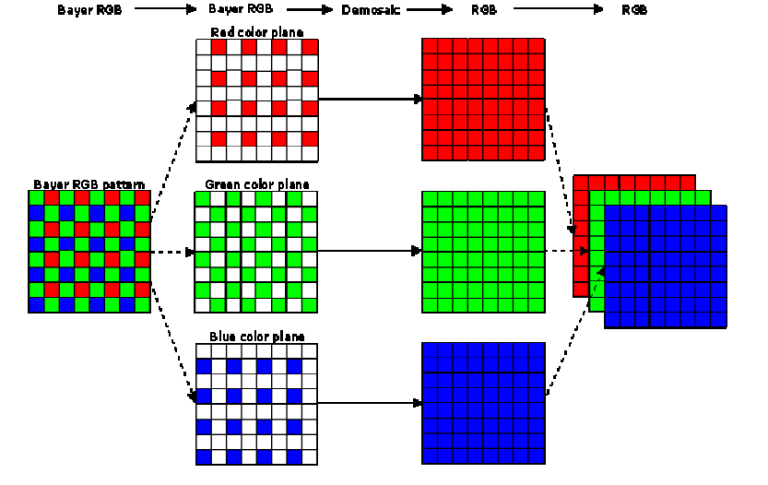 Bayer RGB Bayer RGB Demosaic RGB RGB
Red color plane
Bayer RGB pattern
Green color plane
Blue color plane